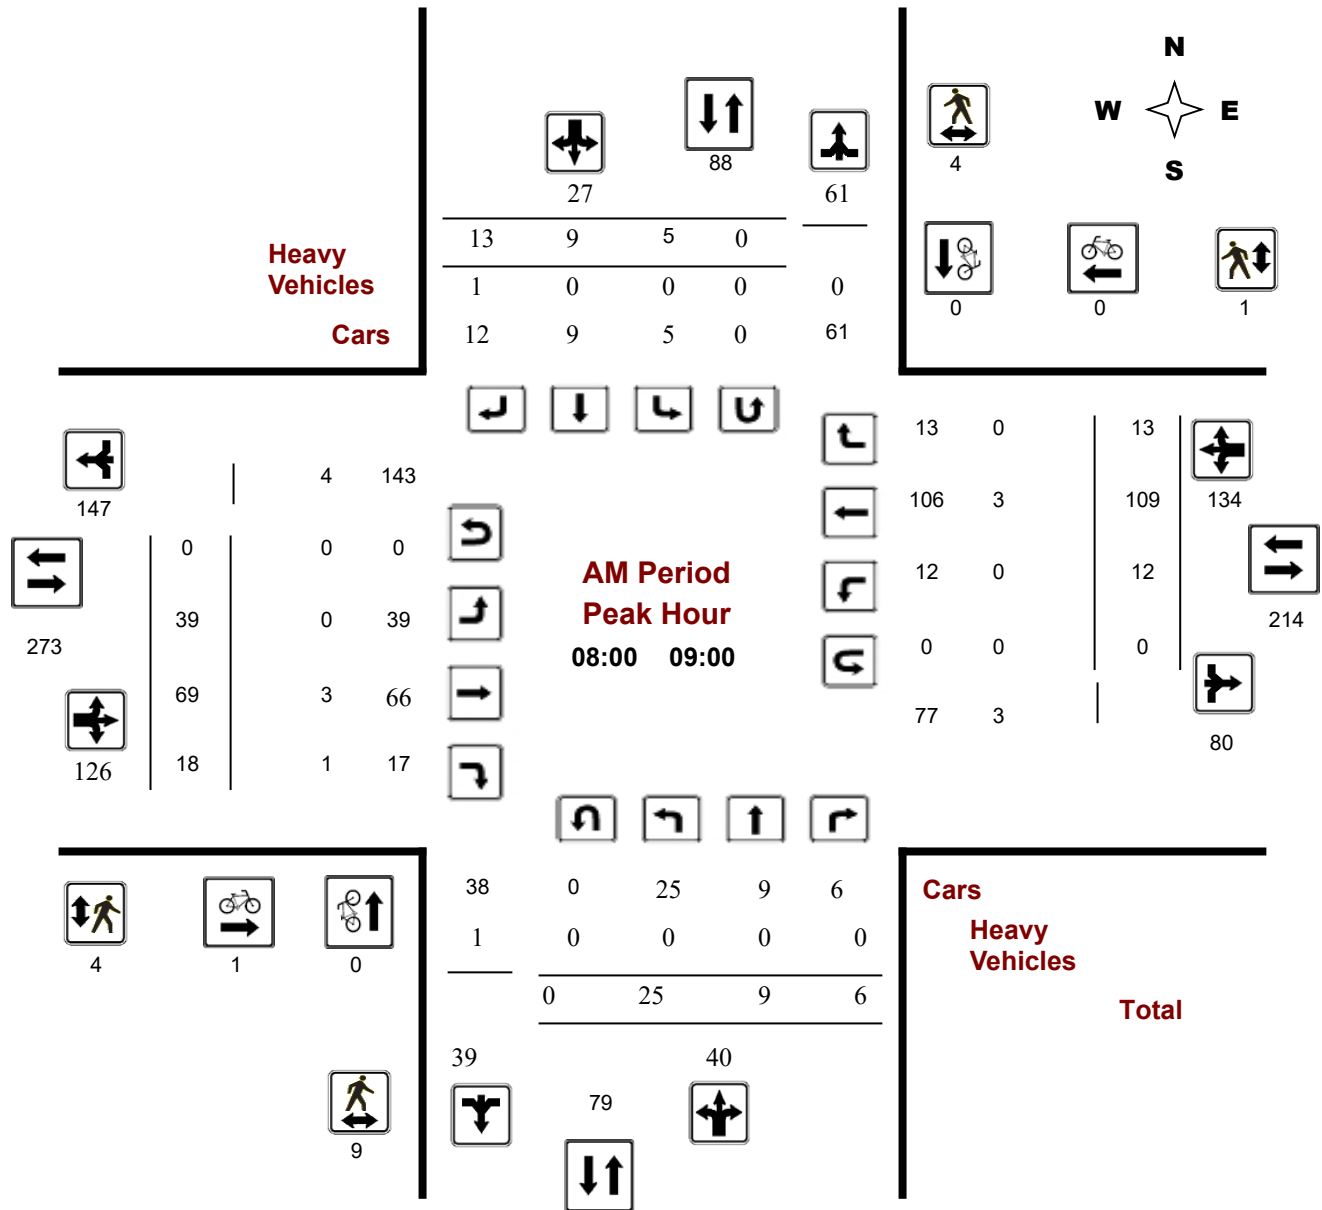 N
W E
S
88
4
27 61
13 9 5 0
Heavy
Vehicles
1 0 0 0 0
0 0 1
Cars
12 9 5 0 61
13 0 13
4 143
147
106 3 109 134
0 0 0
AM Period
12 0 12
Peak Hour
39 0 39
214
273
08:00 09:00
0 0 0
69 3 66
77 3
80
126 18 1 17
38 0 25 9 6
Cars
1 0 0 0 0
Heavy
Vehicles
4 1 0
0 25 9 6
Total
39 40
79
9